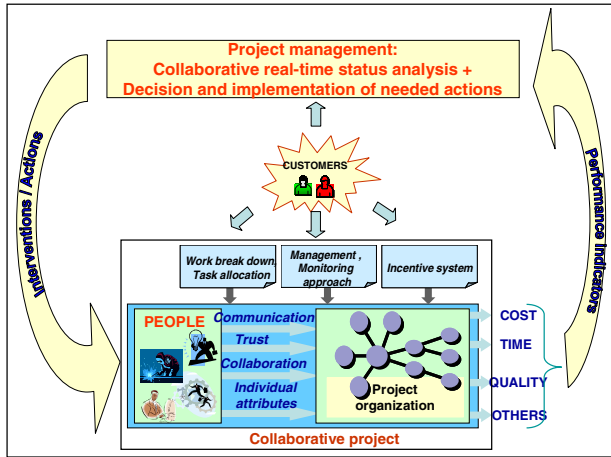 Project management:
Collaborative real-time status analysis +
Decision and implementation of needed actions
Interventions / Actions
Performance indicators
CUSTOMERS
Work break down,
Task allocation
Management ,
Monitoring
approach
Incentive system
PEOPLE
Communication
Trust
Collaboration
Individual
attributes
Project
organization
COST
TIME
QUALITY
OTHERS
Collaborative project